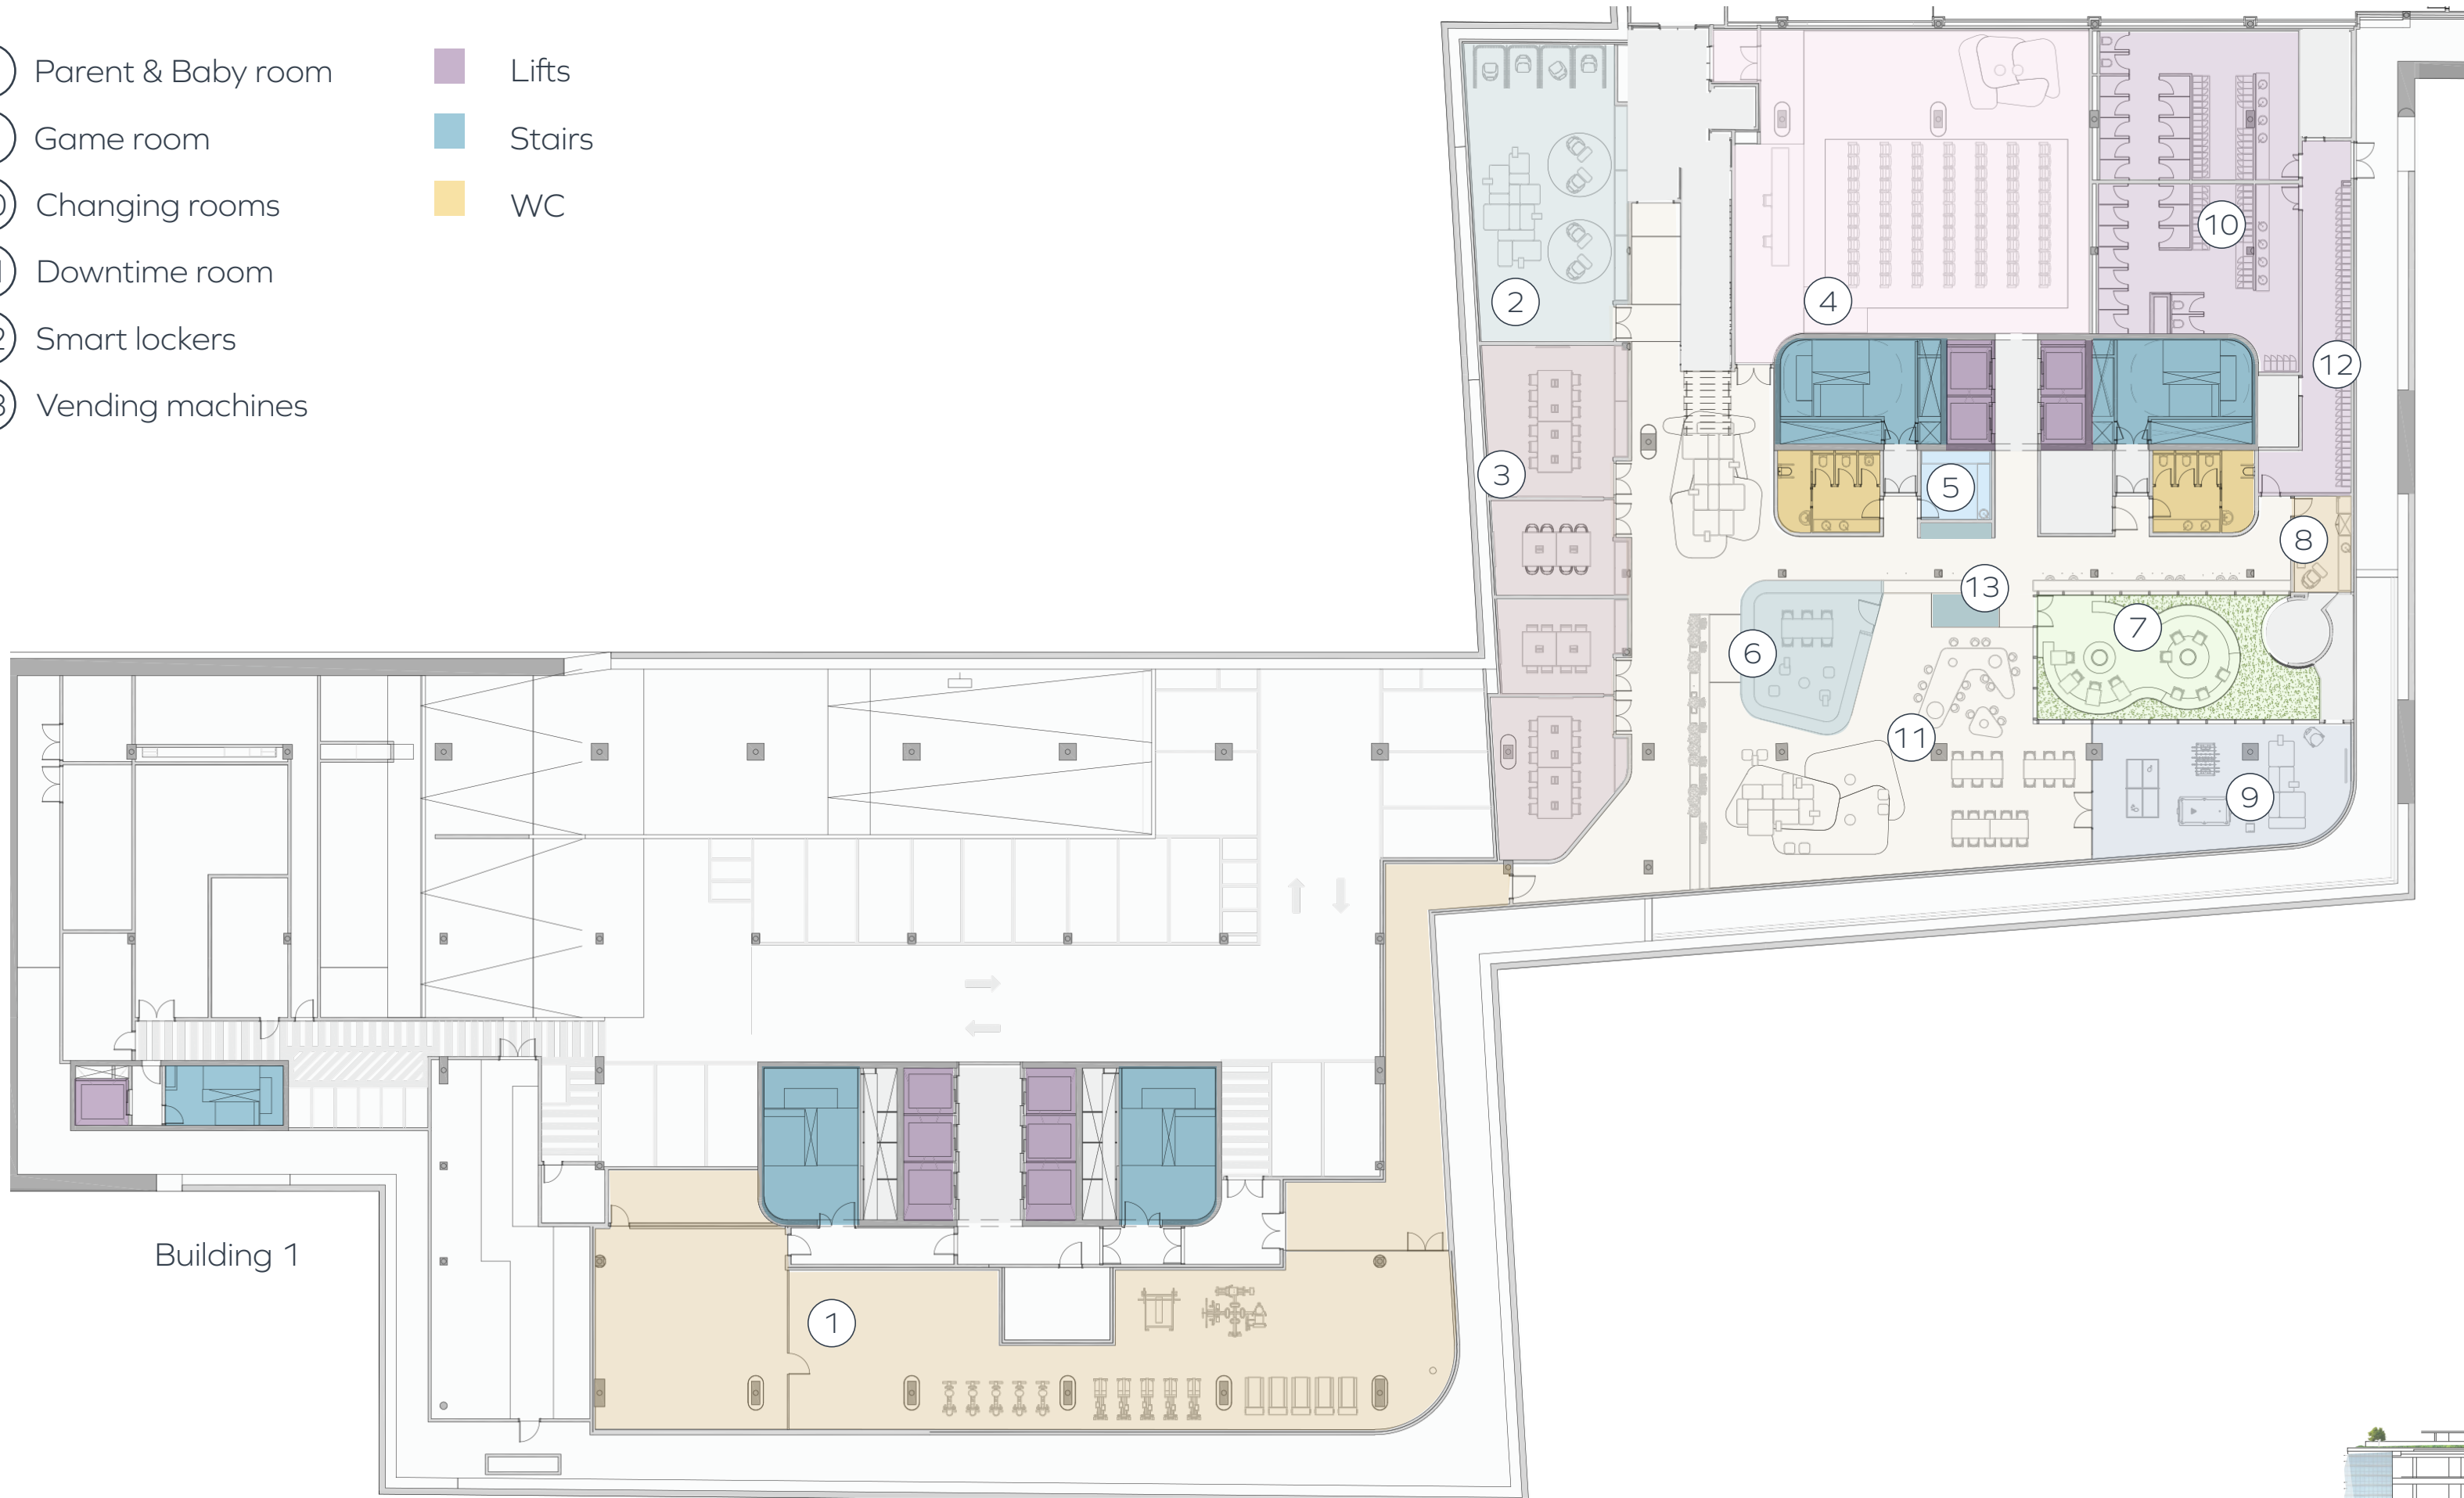 Parent & Baby room
Game room
Changing rooms
Downtime room
Smart lockers
Vending machines
Lifts
Stairs
WC
2
4
10
12
3
5
8
13
7
6
11
9
Building 1
1